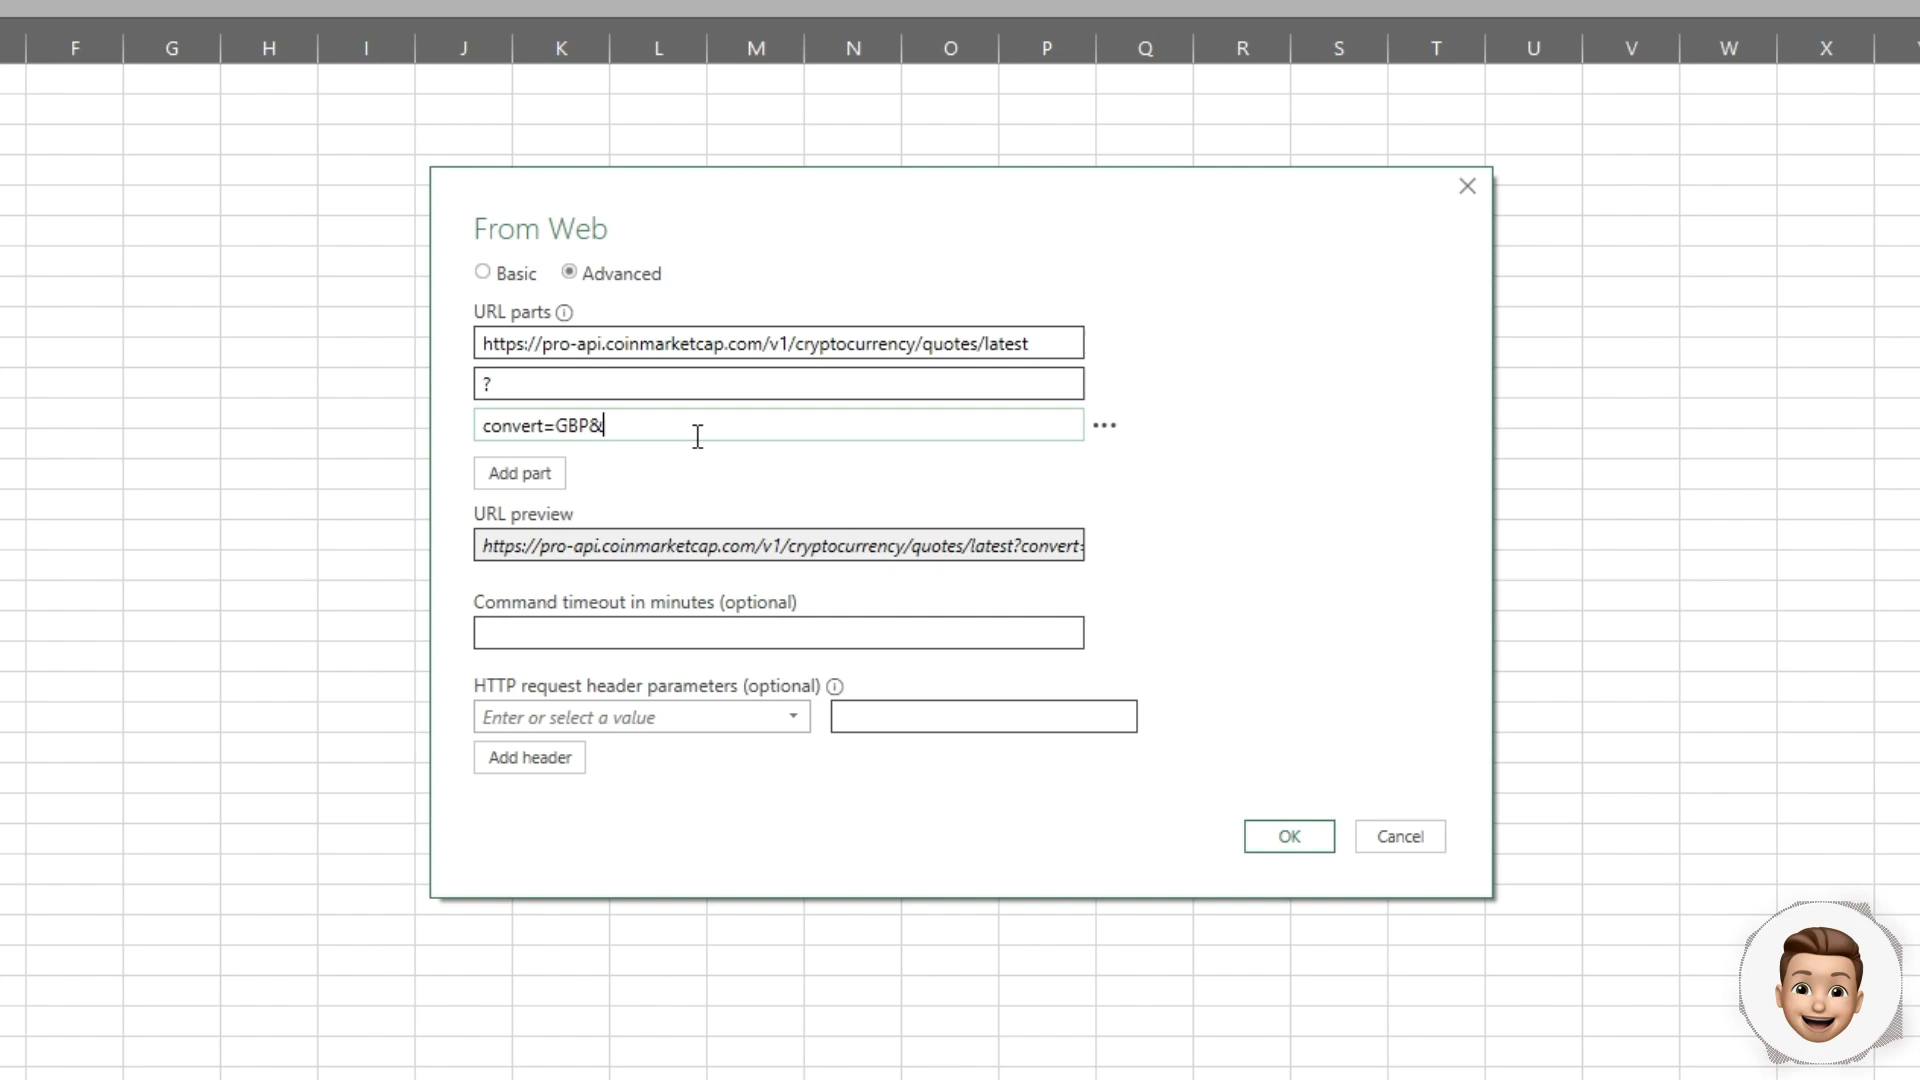 F G H I J K L M N O P Q R S T U V W X
From Web
Basic Advanced
URL parts
https://pro-api.coinmarketcap.com/v1/cryptocurrency/quotes/latest
?
convert=GBP&
Add part
URL preview
https://pro-api.coinmarketcap.com/v1/cryptocurrency/quotes/latest?convert=
Command timeout in minutes (optional)
HTTP request header parameters (optional)
Enter or select a value
Add header
OK Cancel